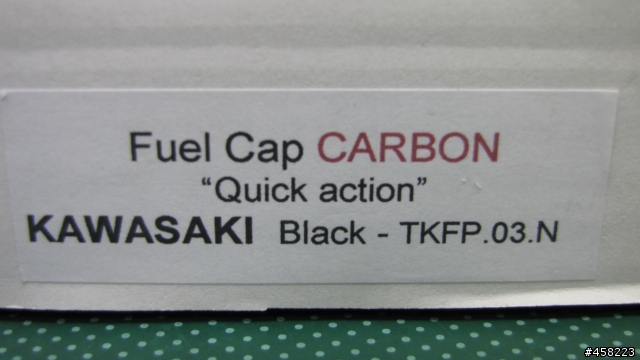 Fuel Cap CARBON
“Quick action”
KAWASAKI Black - TKFP.03.N
#458223